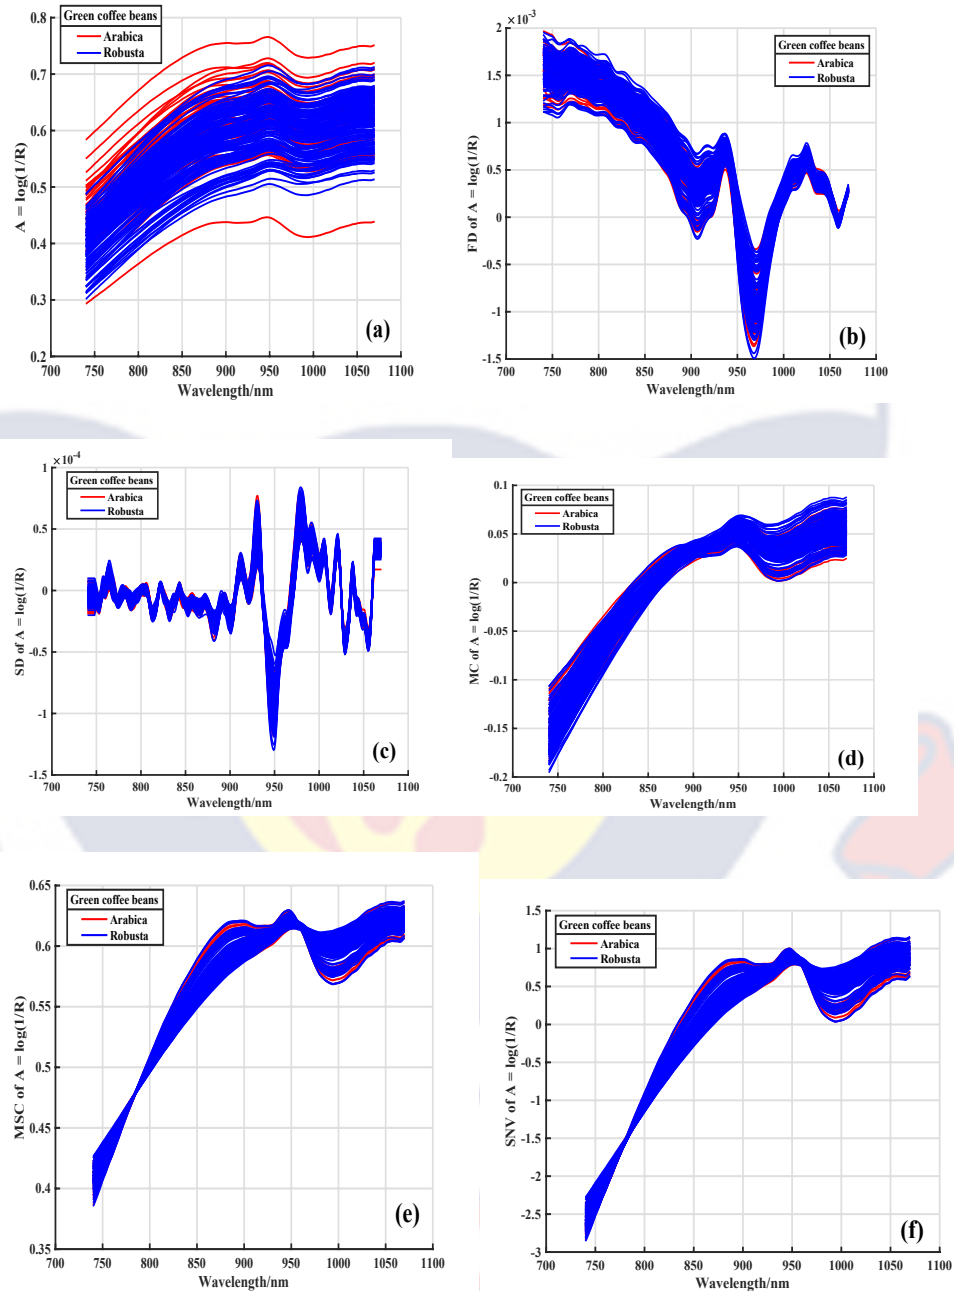 Green coffee beans
Arabica
Robusta
A = log(1/R)
0.8
0.7
0.6
0.5
0.4
0.3
0.2
750 800 850 900 950 1000 1050 1100
Wavelength/nm
(a)
×10⁻³
Green coffee beans
Arabica
Robusta
FD of A = log(1/R)
2
1.5
1
0.5
0
-0.5
-1
-1.5
700 750 800 850 900 950 1000 1050 1100
Wavelength/nm
(b)
×10⁻⁴
Green coffee beans
Arabica
Robusta
SD of A = log(1/R)
1
0.5
0
-0.5
-1
-1.5
700 750 800 850 900 950 1000 1050 1100
Wavelength/nm
(c)
Green coffee beans
Arabica
Robusta
MC of A = log(1/R)
0.1
0.05
0
-0.05
-0.1
-0.15
-0.2
700 750 800 850 900 950 1000 1050 1100
Wavelength/nm
(d)
Green coffee beans
Arabica
Robusta
MSC of A = log(1/R)
0.65
0.6
0.55
0.5
0.45
0.4
0.35
700 750 800 850 900 950 1000 1050 1100
Wavelength/nm
(e)
Green coffee beans
Arabica
Robusta
SNV of A = log(1/R)
1.5
1
0.5
0
-0.5
-1
-1.5
-2
-2.5
-3
700 750 800 850 900 950 1000 1050 1100
Wavelength/nm
(f)